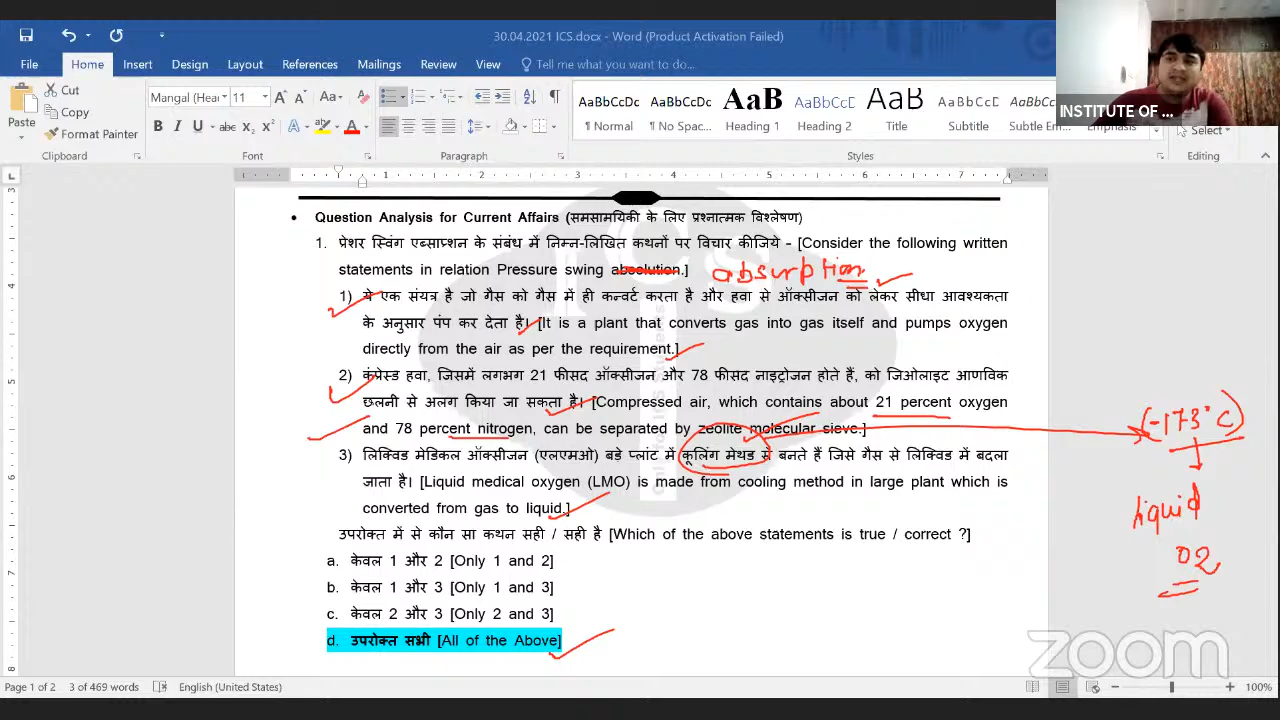 30.04.2021 ICS.docx - Word (Product Activation Failed)
File Home Insert Design Layout References Mailings Review View Tell me what you want to do...
INSTITUTE OF ...
Paste Cut Copy Format Painter
Mangal (Hear 11
AaBbCcDc AaBbCcDc AaB AaBbCcD AaB AaBbCcD AaBbCcDc
¶ Normal ¶ No Spac... Heading 1 Heading 2 Title Subtitle Subtle Em... Emphasis Select
Clipboard Font Paragraph Styles Editing
• Question Analysis for Current Affairs (समसामयिकी के लिए प्रश्नात्मक विश्लेषण)
1. प्रेशर स्विंग एब्साप्शन के संबंध में निम्न-लिखित कथनों पर विचार कीजिये - [Consider the following written
statements in relation Pressure swing absolution.] absurption
1) ये एक संयत्र है जो गैस को गैस में ही कन्वर्ट करता है और हवा से ऑक्सीजन को लेकर सीधा आवश्यकता
के अनुसार पंप कर देता है। [It is a plant that converts gas into gas itself and pumps oxygen
directly from the air as per the requirement.]
2) कंप्रेस्ड हवा, जिसमें लगभग 21 फीसद ऑक्सीजन और 78 फीसद नाइट्रोजन होते हैं, को जिओलाइट आणविक
छलनी से अलग किया जा सकता है। [Compressed air, which contains about 21 percent oxygen
and 78 percent nitrogen, can be separated by zeolite molecular sieve.] (-173°C)
3) लिक्विड मेडिकल ऑक्सीजन (एलएमओ) बडे प्लांट में कूलिंग मेथड से बनते हैं जिसे गैस से लिक्विड में बदला
जाता है। [Liquid medical oxygen (LMO) is made from cooling method in large plant which is
converted from gas to liquid.] liquid
उपरोक्त में से कौन सा कथन सही / सही है [Which of the above statements is true / correct ?]
a. केवल 1 और 2 [Only 1 and 2] O2
b. केवल 1 और 3 [Only 1 and 3]
c. केवल 2 और 3 [Only 2 and 3]
d. उपरोक्त सभी [All of the Above]
zoom
Page 1 of 2 3 of 469 words English (United States) 100%